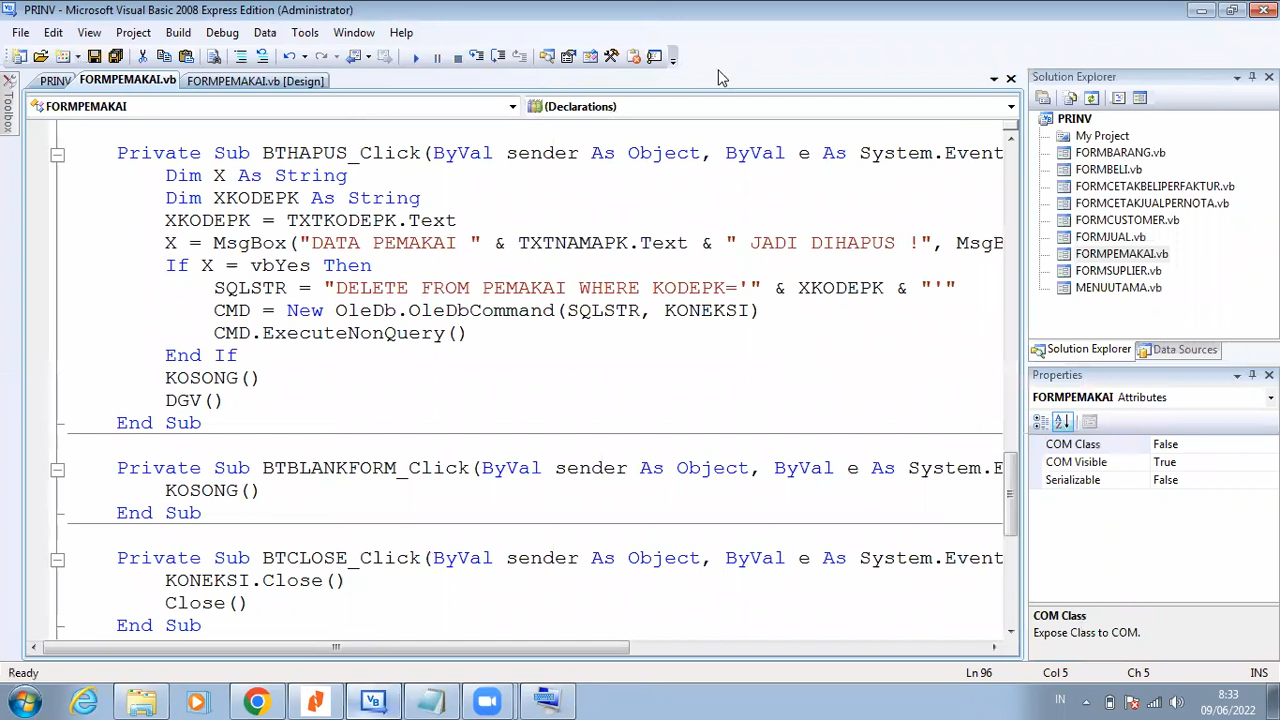 PRINV - Microsoft Visual Basic 2008 Express Edition (Administrator)
File Edit View Project Build Debug Data Tools Window Help
PRINV FORMPEMAKAI.vb FORMPEMAKAI.vb [Design]
Toolbox
FORMPEMAKAI (Declarations)
Private Sub BTHAPUS_Click(ByVal sender As Object, ByVal e As System.Event
Dim X As String
Dim XKODEPK As String
XKODEPK = TXTKODEPK.Text
X = MsgBox("DATA PEMAKAI " & TXTNAMAPK.Text & " JADI DIHAPUS !", MsgB
If X = vbYes Then
SQLSTR = "DELETE FROM PEMAKAI WHERE KODEPK='" & XKODEPK & "'"
CMD = New OleDb.OleDbCommand(SQLSTR, KONEKSI)
CMD.ExecuteNonQuery()
End If
KOSONG()
DGV()
End Sub
Private Sub BTBLANKFORM_Click(ByVal sender As Object, ByVal e As System.E
KOSONG()
End Sub
Private Sub BTCLOSE_Click(ByVal sender As Object, ByVal e As System.Event
KONEKSI.Close()
Close()
End Sub
Solution Explorer
PRINV
My Project
FORMBARANG.vb
FORMBELI.vb
FORMCETAKBELIPERFAKTUR.vb
FORMCETAKJUALPERNOTA.vb
FORMCUSTOMER.vb
FORMJUAL.vb
FORMPEMAKAI.vb
FORMSUPLIER.vb
MENUUTAMA.vb
Solution Explorer Data Sources
Properties
FORMPEMAKAI Attributes
COM Class False
COM Visible True
Serializable False
COM Class
Expose Class to COM.
Ready Ln 96 Col 5 Ch 5 INS
IN 8:33
09/06/2022